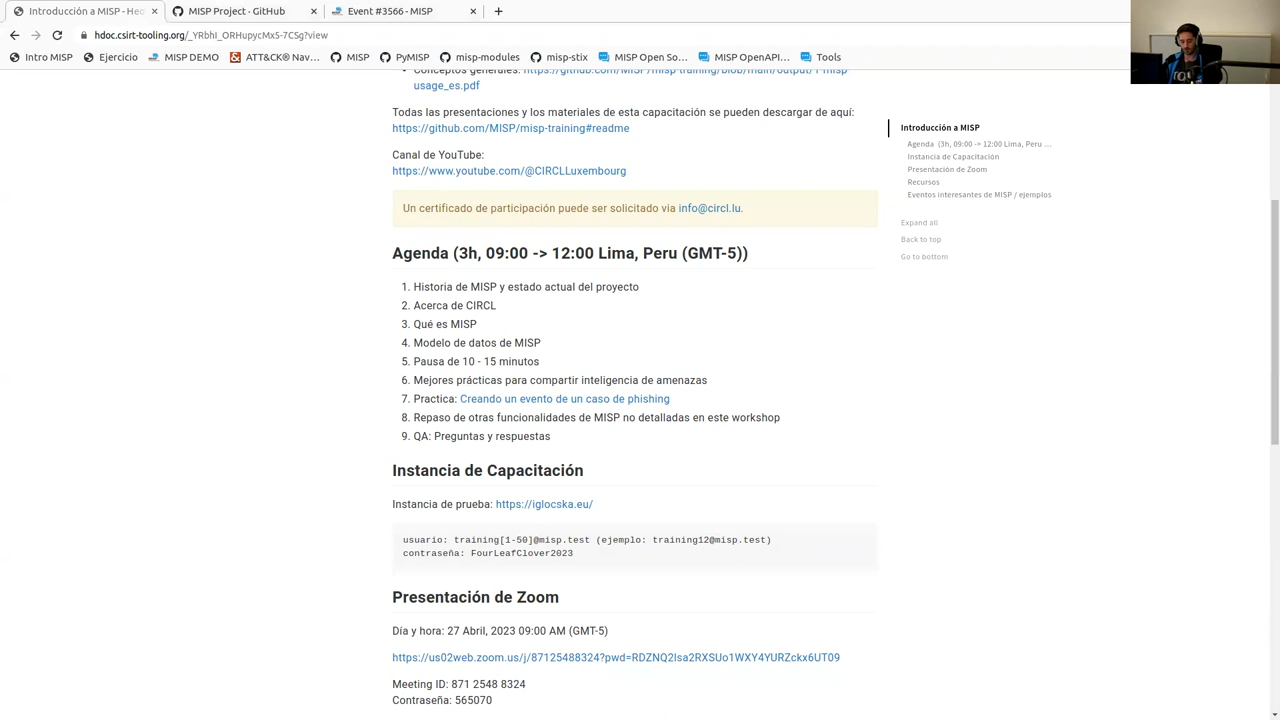 Introducción a MISP - Hec
MISP Project · GitHub
Event #3566 - MISP
hdoc.csirt-tooling.org/_YRbhI_ORHupycMx5-7CSg?view
Intro MISP
Ejercicio
MISP DEMO
ATT&CK® Nav…
MISP
PyMISP
misp-modules
misp-stix
MISP Open So…
MISP OpenAPI…
Tools
Conceptos generales: https://github.com/MISP/misp-training/blob/main/output/1-misp-
usage_es.pdf
Todas las presentaciones y los materiales de esta capacitación se pueden descargar de aquí:
https://github.com/MISP/misp-training#readme
Canal de YouTube:
https://www.youtube.com/@CIRCLLuxembourg
Un certificado de participación puede ser solicitado via info@circl.lu.
Agenda (3h, 09:00 -> 12:00 Lima, Peru (GMT-5))
1. Historia de MISP y estado actual del proyecto
2. Acerca de CIRCL
3. Qué es MISP
4. Modelo de datos de MISP
5. Pausa de 10 - 15 minutos
6. Mejores prácticas para compartir inteligencia de amenazas
7. Practica: Creando un evento de un caso de phishing
8. Repaso de otras funcionalidades de MISP no detalladas en este workshop
9. QA: Preguntas y respuestas
Instancia de Capacitación
Instancia de prueba: https://iglocska.eu/
usuario: training[1-50]@misp.test (ejemplo: training12@misp.test)
contraseña: FourLeafClover2023
Presentación de Zoom
Día y hora: 27 Abril, 2023 09:00 AM (GMT-5)
https://us02web.zoom.us/j/87125488324?pwd=RDZNQ2lsa2RXSUo1WXY4YURZckx6UT09
Meeting ID: 871 2548 8324
Contraseña: 565070
Introducción a MISP
Agenda (3h, 09:00 -> 12:00 Lima, Peru …
Instancia de Capacitación
Presentación de Zoom
Recursos
Eventos interesantes de MISP / ejemplos
Expand all
Back to top
Go to bottom